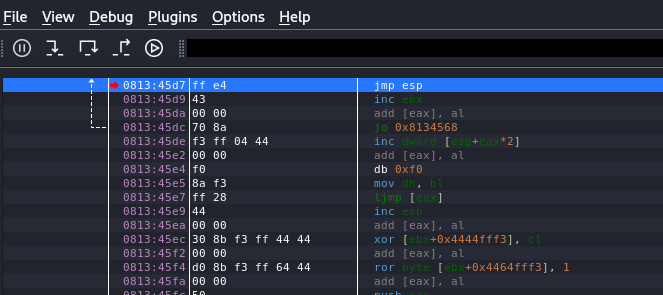 File View Debug Plugins Options Help
0813:45d7 ff e4 jmp esp
0813:45d9 43 inc ebx
0813:45da 00 00 add [eax], al
0813:45dc 70 8a jo 0x8134568
0813:45de f3 ff 04 44 inc dword [esp+eax*2]
0813:45e2 00 00 add [eax], al
0813:45e4 f0 db 0xf0
0813:45e5 8a f3 mov dh, bl
0813:45e7 ff 28 ljmp [eax]
0813:45e9 44 inc esp
0813:45ea 00 00 add [eax], al
0813:45ec 30 8b f3 ff 44 44 xor [ebx+0x4444fff3], cl
0813:45f2 00 00 add [eax], al
0813:45f4 d0 8b f3 ff 64 44 ror byte [ebx+0x4464fff3], 1
0813:45fa 00 00 add [eax], al